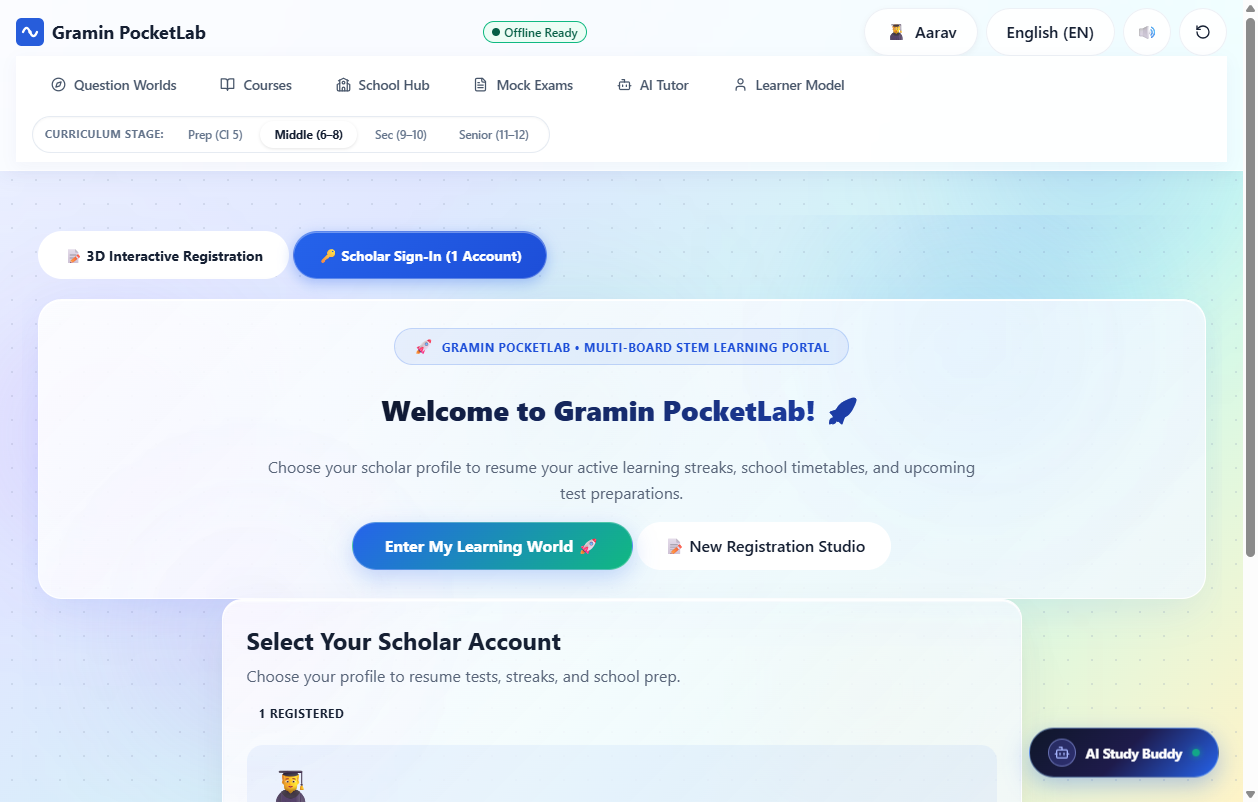 Gramin PocketLab
Offline Ready
Aarav
English (EN)
Question Worlds
Courses
School Hub
Mock Exams
AI Tutor
Learner Model
CURRICULUM STAGE:
Prep (Cl 5)
Middle (6–8)
Sec (9–10)
Senior (11–12)
3D Interactive Registration
Scholar Sign-In (1 Account)
GRAMIN POCKETLAB • MULTI-BOARD STEM LEARNING PORTAL
Welcome to Gramin PocketLab!
Choose your scholar profile to resume your active learning streaks, school timetables, and upcoming
test preparations.
Enter My Learning World
New Registration Studio
Select Your Scholar Account
Choose your profile to resume tests, streaks, and school prep.
1 REGISTERED
AI Study Buddy